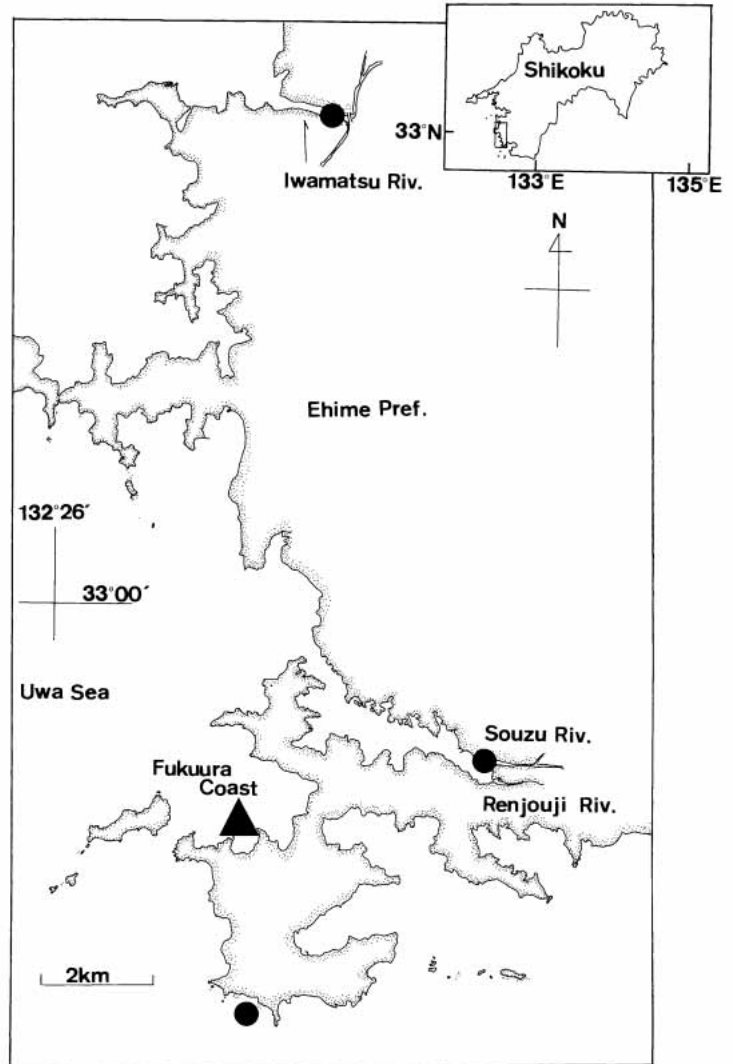 Shikoku
33°N
133°E
135°E
Iwamatsu Riv.
N
Ehime Pref.
132°26′
33°00′
Uwa Sea
Souzu Riv.
Fukuura
Coast
Renjouji Riv.
2km